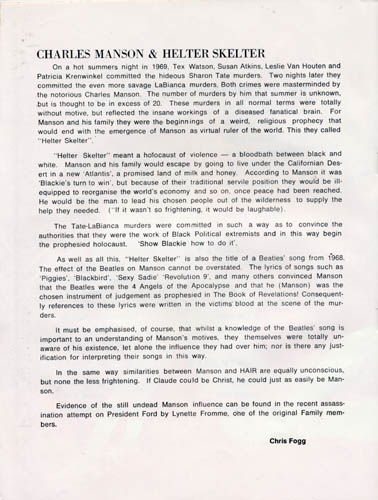 CHARLES MANSON & HELTER SKELTER
On a hot summers night in 1969, Tex Watson, Susan Atkins, Leslie Van Houten and
Patricia Krenwinkel committed the hideous Sharon Tate murders. Two nights later they
committed the even more savage LaBianca murders. Both crimes were masterminded by
the notorious Charles Manson. The number of murders by him that summer is unknown,
but is thought to be in excess of 20. These murders in all normal terms were totally
without motive, but reflected the insane workings of a diseased fanatical brain. For
Manson and his family they were the beginnings of a weird, religious prophecy that
would end with the emergence of Manson as virtual ruler of the world. This they called
"Helter Skelter".
"Helter Skelter" meant a holocaust of violence — a bloodbath between black and
white. Manson and his family would escape by going to live under the Californian Des-
ert in a new 'Atlantis', a promised land of milk and honey. According to Manson it was
'Blackie's turn to win', but because of their traditional servile position they would be ill-
equipped to reorganise the world's economy and so on, once peace had been reached.
He would be the man to lead his chosen people out of the wilderness to supply the
help they needed. ("If it wasn't so frightening, it would be laughable).
The Tate-LaBianca murders were committed in such a way as to convince the
authorities that they were the work of Black Political extremists and in this way begin
the prophesied holocaust. 'Show Blackie how to do it'.
As well as all this, "Helter Skelter" is also the title of a Beatles' song from 1968.
The effect of the Beatles on Manson cannot be overstated. The lyrics of songs such as
'Piggies', 'Blackbird', 'Sexy Sadie' 'Revolution 9', and many others convinced Manson
that the Beatles were the 4 Angels of the Apocalypse and that he (Manson) was the
chosen instrument of judgement as prophesied in The Book of Revelations! Consequent-
ly references to these lyrics were written in the victims' blood at the scene of the mur-
ders.
It must be emphasised, of course, that whilst a knowledge of the Beatles' song is
important to an understanding of Manson's motives, they themselves were totally un-
aware of his existence, let alone the influence they had over him; nor is there any just-
ification for interpreting their songs in this way.
In the same way similarities between Manson and HAIR are equally unconscious,
but none the less frightening. If Claude could be Christ, he could just as easily be Man-
son.
Evidence of the still undead Manson influence can be found in the recent assass-
ination attempt on President Ford by Lynette Fromme, one of the original Family mem-
bers.
Chris Fogg